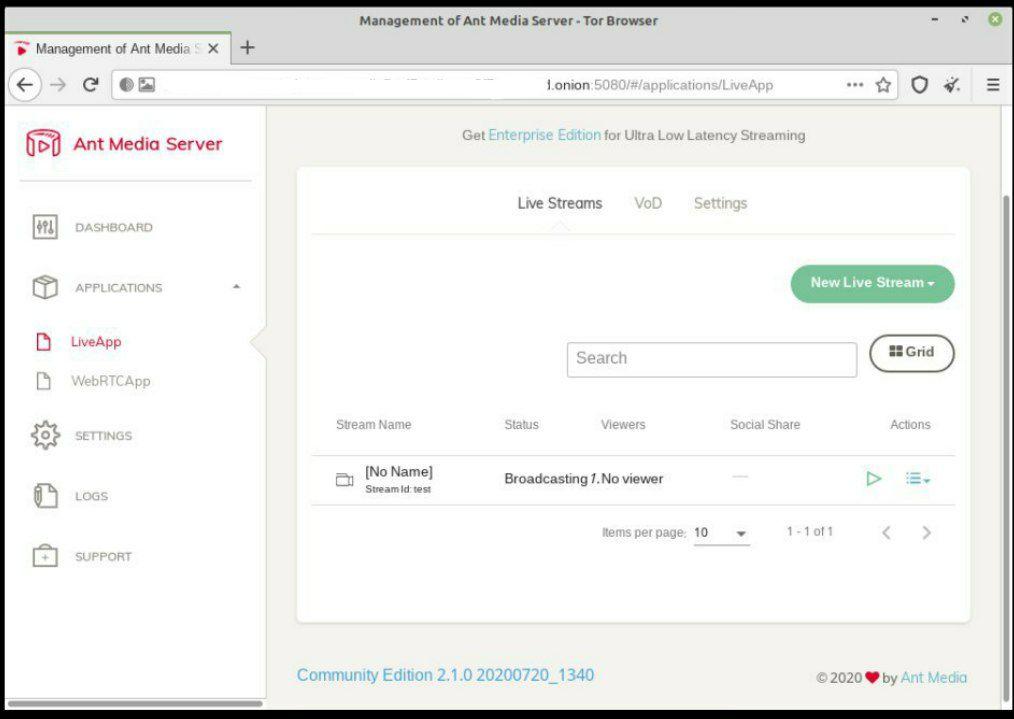 Management of Ant Media Server - Tor Browser
Management of Ant Media S
.onion:5080/#/applications/LiveApp
Ant Media Server
Get Enterprise Edition for Ultra Low Latency Streaming
Live Streams VoD Settings
DASHBOARD
APPLICATIONS
New Live Stream
LiveApp
Search
Grid
WebRTCApp
Stream Name Status Viewers Social Share Actions
SETTINGS
[No Name]
Stream Id: test
Broadcasting 1. No viewer
LOGS
Items per page: 10 1 - 1 of 1
SUPPORT
Community Edition 2.1.0 20200720_1340
© 2020 ❤ by Ant Media